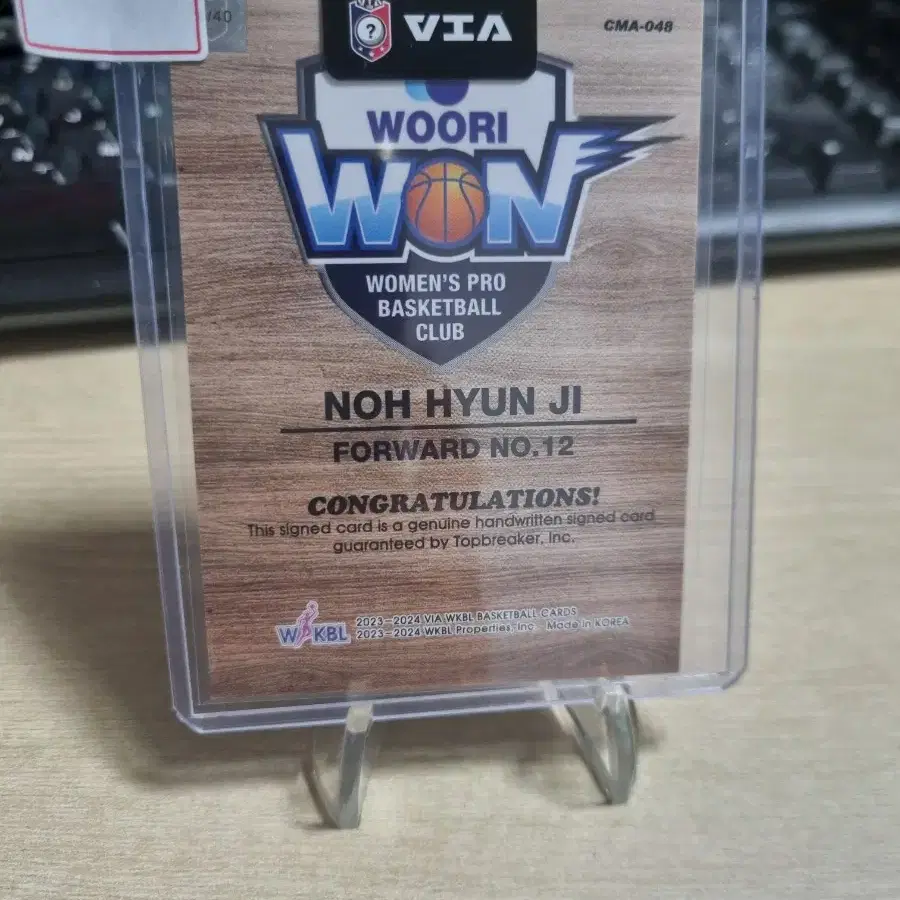 /40
VIA
CMA-048
WOORI
WON
WOMEN'S PRO
BASKETBALL
CLUB
NOH HYUN JI
FORWARD NO.12
CONGRATULATIONS!
This signed card is a genuine handwritten signed card
guaranteed by Topbreaker, Inc.
WKBL
2023-2024 VIA WKBL BASKETBALL CARDS
2023-2024 WKBL Properties, Inc. Made in KOREA